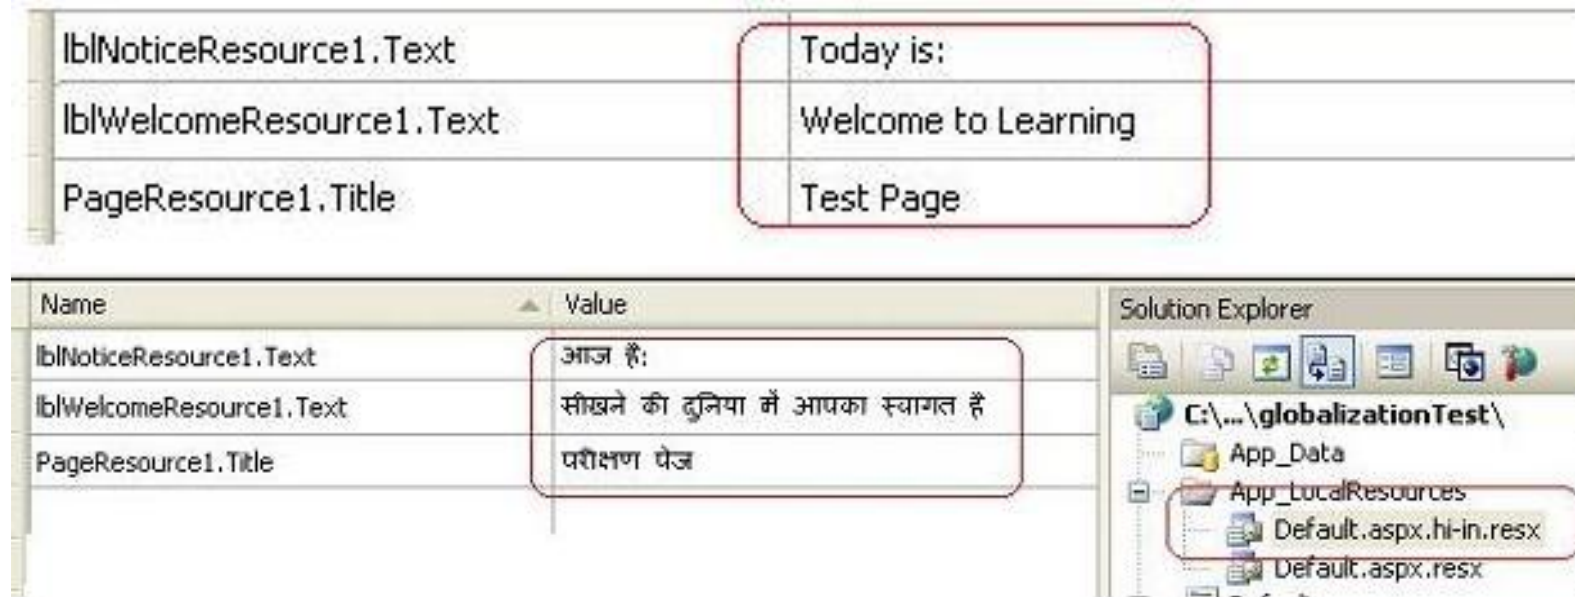 lblNoticeResource1.Text Today is:
lblWelcomeResource1.Text Welcome to Learning
PageResource1.Title Test Page
Name Value
lblNoticeResource1.Text आज है:
lblWelcomeResource1.Text सीखने की दुनिया में आपका स्वागत है
PageResource1.Title परीक्षण पेज
Solution Explorer
C:\...\globalizationTest\
App_Data
App_LocalResources
Default.aspx.hi-in.resx
Default.aspx.resx